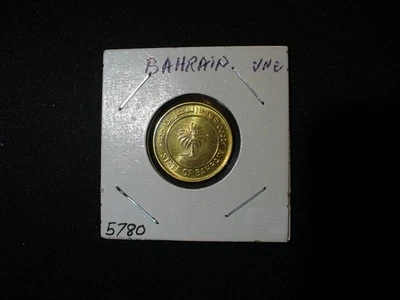 BAHRAIN. UNC
STATE OF BAHRAIN
5780